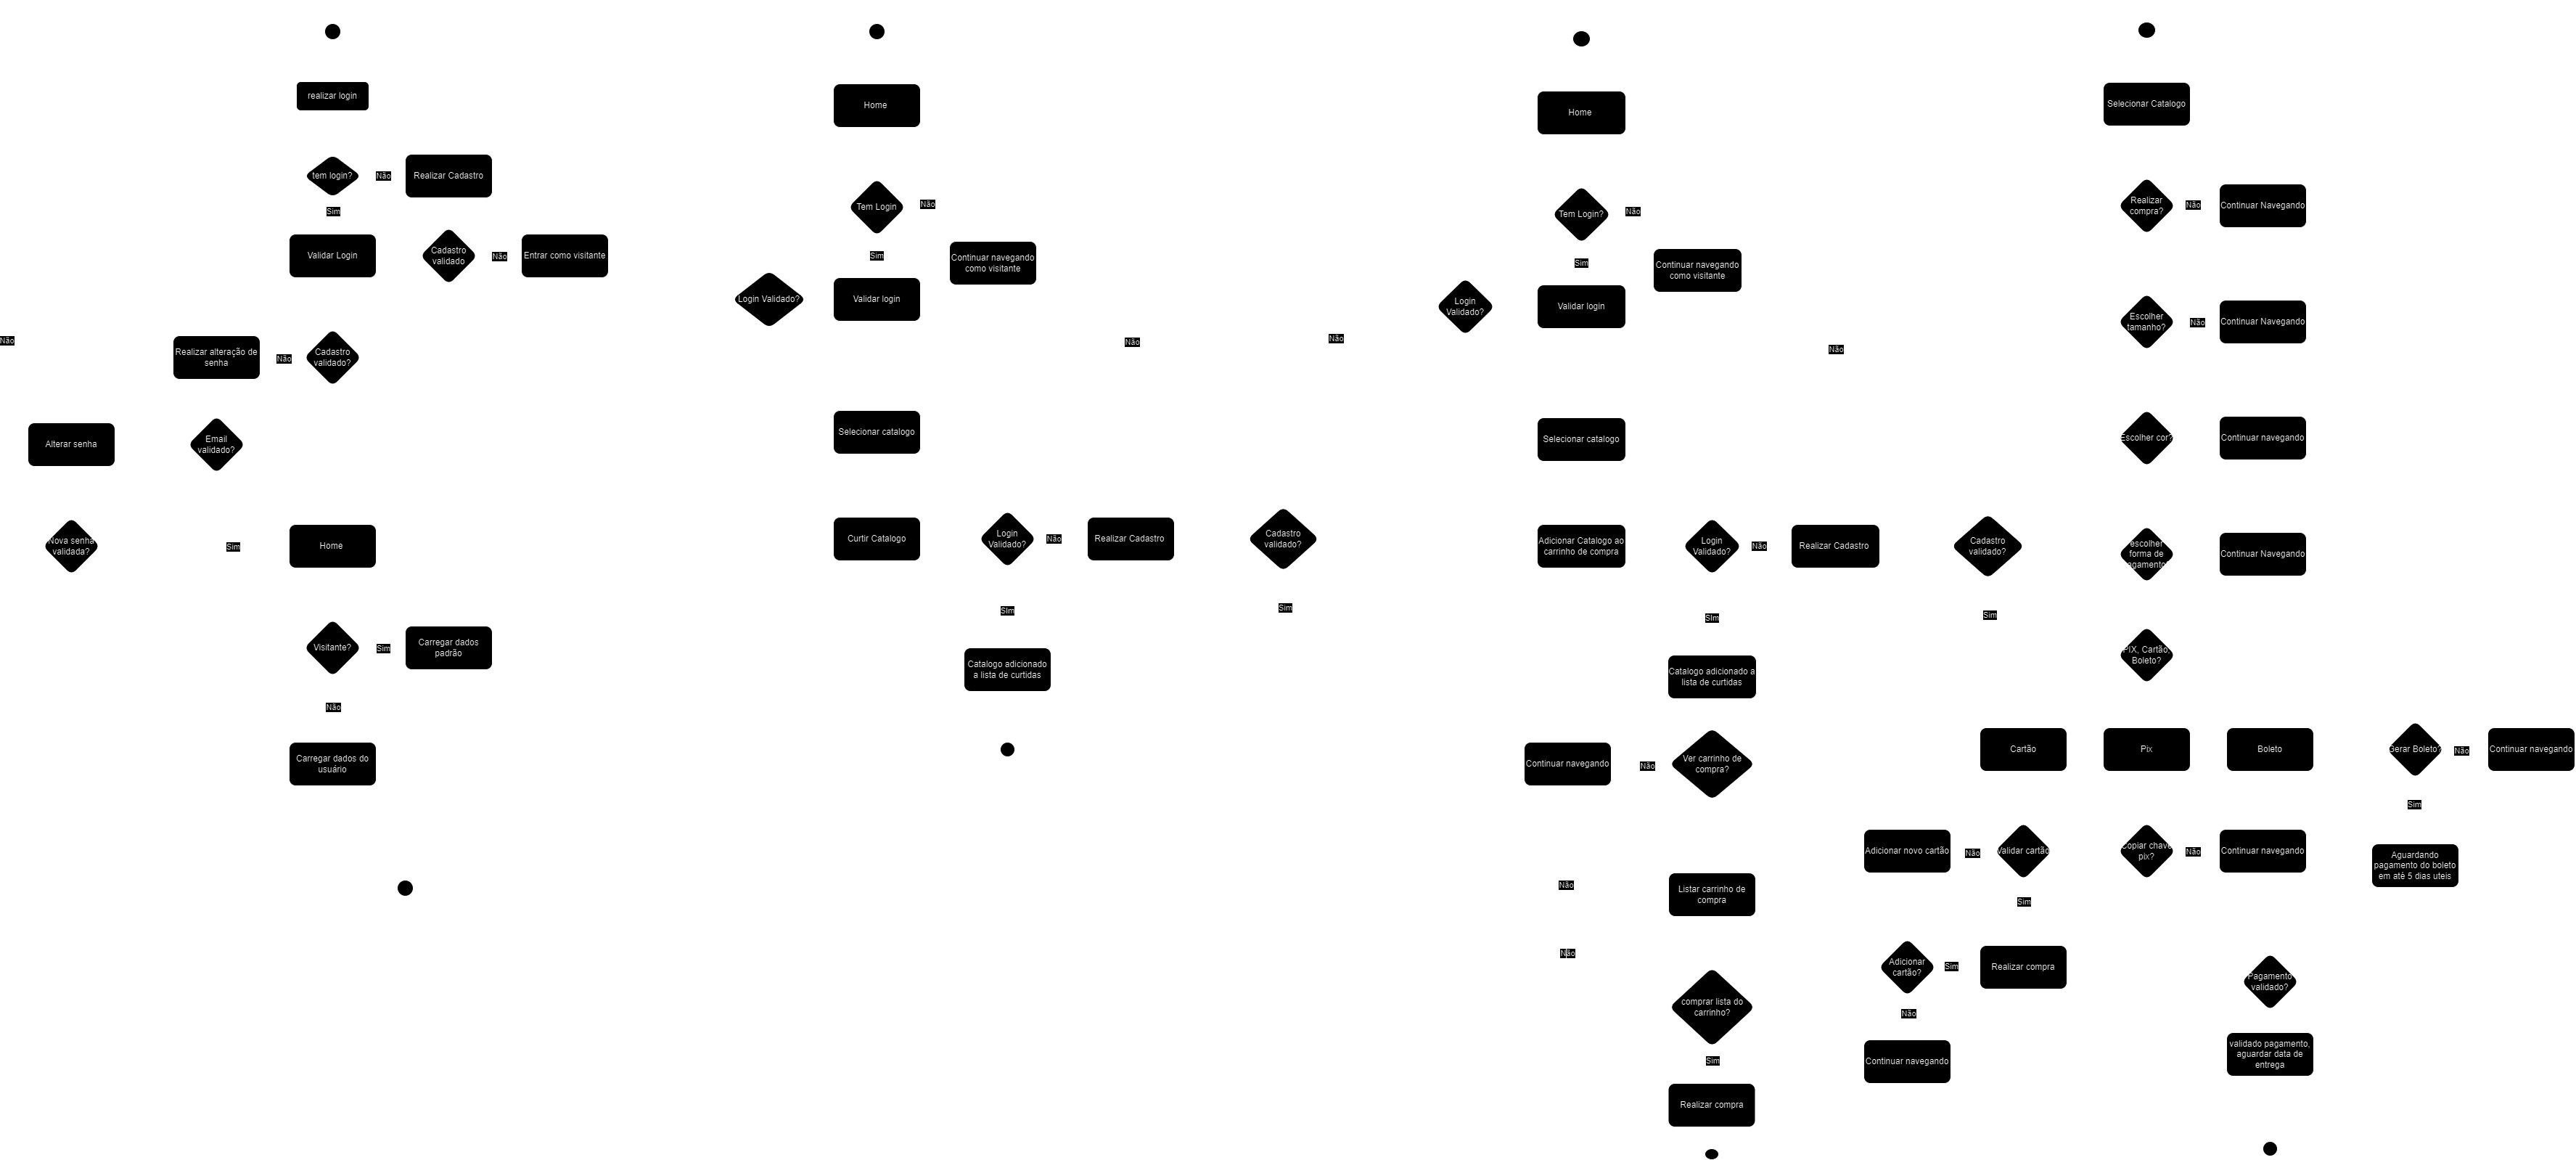 realizar login
tem login?
Não
Realizar Cadastro
Sim
Validar Login
Cadastro
validado
Não
Entrar como visitante
Não
Realizar alteração de
senha
Não
Cadastro
validado?
Alterar senha
Email
validado?
Nova senha
validada?
Sim
Home
Visitante?
Sim
Carregar dados
padrão
Não
Carregar dados do
usuário
Home
Tem Login
Não
Sim
Continuar navegando
como visitante
Login Validado?
Validar login
Não
Não
Selecionar catalogo
Curtir Catalogo
Login
Validado?
Não
Realizar Cadastro
Cadastro
validado?
SIm
Sim
Catalogo adicionado
a lista de curtidas
Home
Tem Login?
Não
Sim
Continuar navegando
como visitante
Login
Validado?
Validar login
Não
Selecionar catalogo
Adicionar Catalogo ao
carrinho de compra
Login
Validado?
Não
Realizar Cadastro
Cadastro
validado?
SIm
Sim
Catalogo adicionado a
lista de curtidas
Continuar navegando
Não
Ver carrinho de
compra?
Não
Listar carrinho de
compra
Não
comprar lista do
carrinho?
Sim
Realizar compra
Selecionar Catalogo
Realizar
compra?
Não
Continuar Navegando
Escolher
tamanho?
Não
Continuar Navegando
Escolher cor?
Continuar navegando
escolher
forma de
agamento
Continuar Navegando
PIX, Cartão,
Boleto?
Cartão
Pix
Boleto
Gerar Boleto?
Não
Continuar navegando
Sim
Adicionar novo cartão
Não
Validar cartão
Copiar chave
pix?
Não
Continuar navegando
Aguardando
pagamento do boleto
em até 5 dias uteis
Sim
Adicionar
cartão?
Sim
Realizar compra
Pagamento
validado?
Não
Continuar navegando
validado pagamento,
aguardar data de
entrega